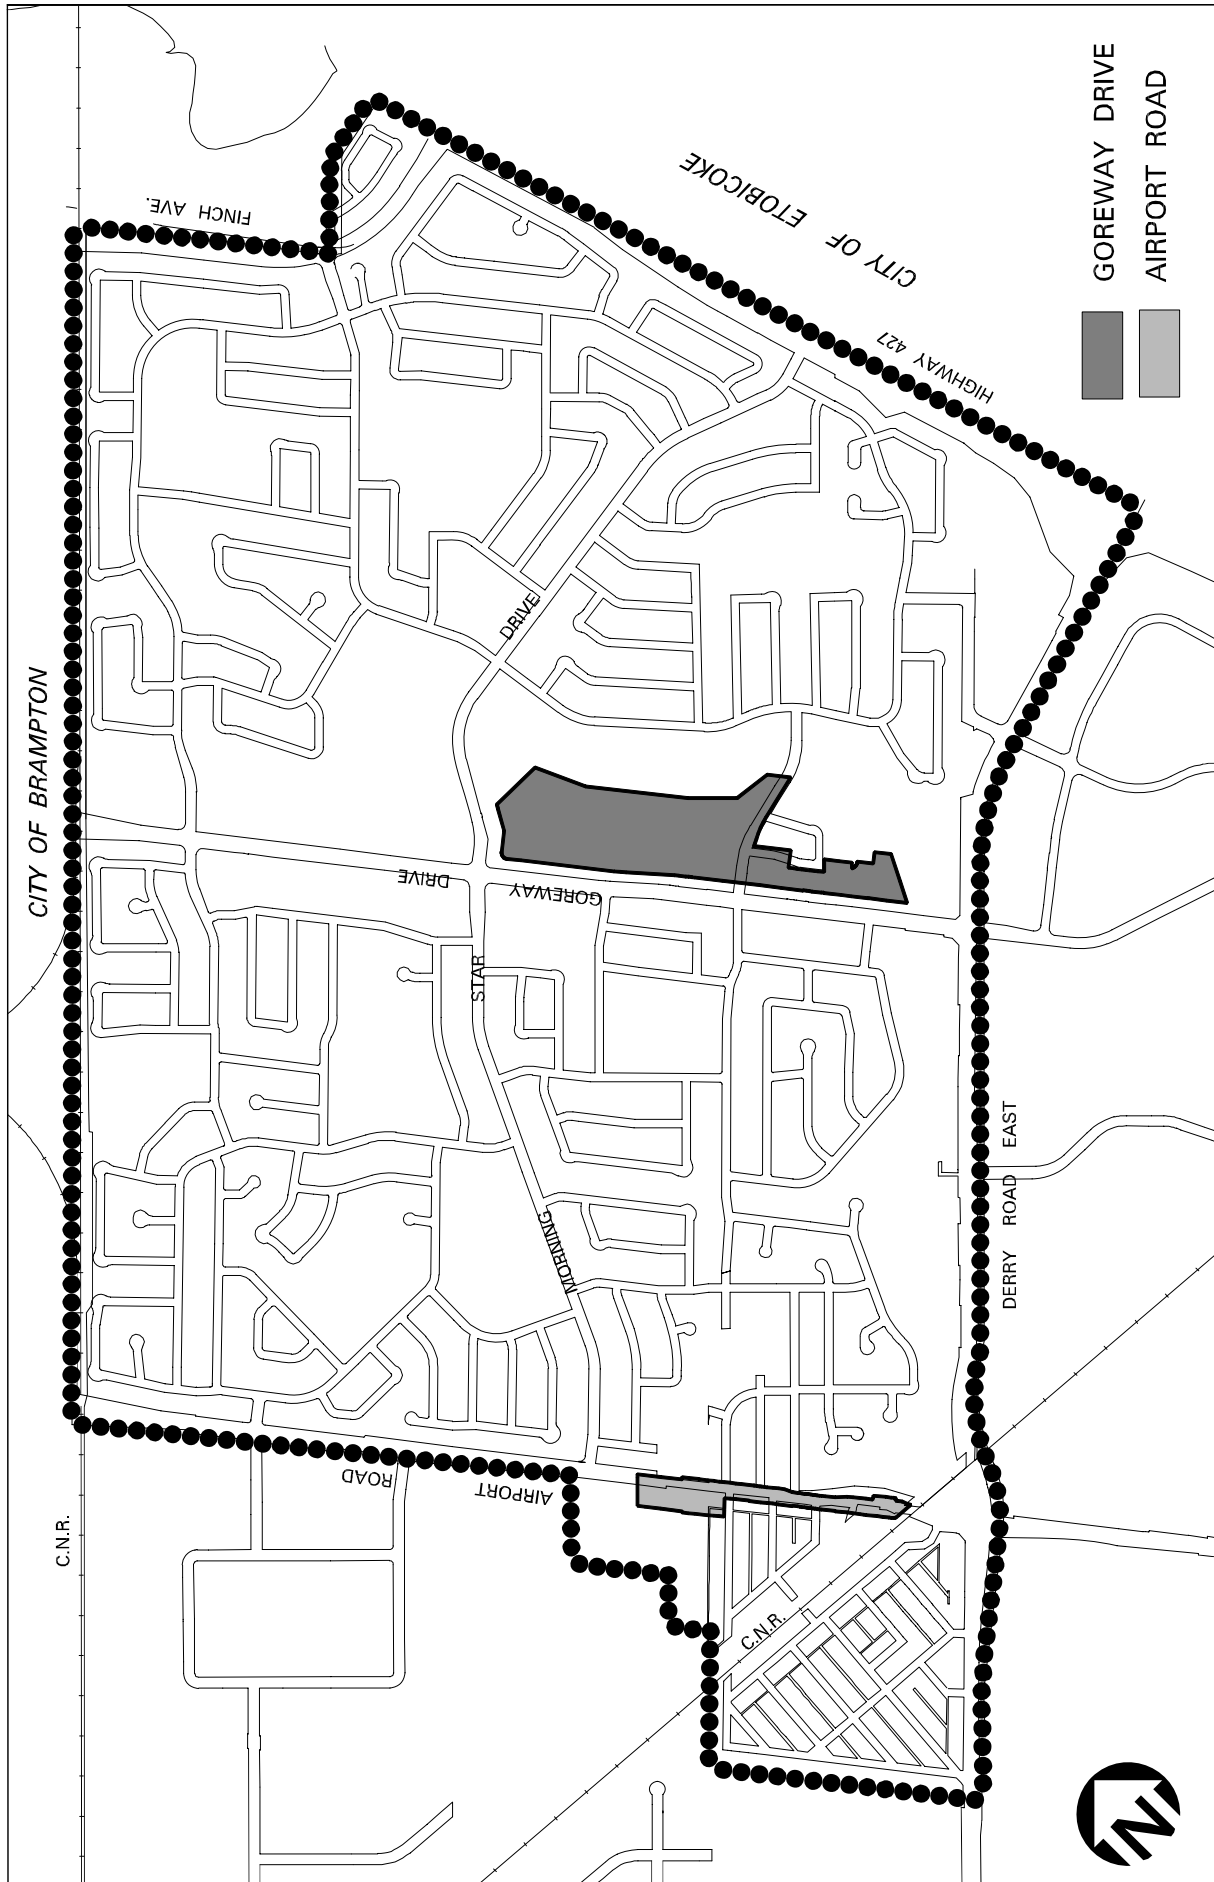 CITY OF BRAMPTON
FINCH AVE.
CITY OF ETOBICOKE
HIGHWAY 427
GOREWAY DRIVE
AIRPORT ROAD
DRIVE
DRIVE
GOREWAY
STAR
MORNING
DERRY ROAD EAST
ROAD
AIRPORT
C.N.R.
C.N.R.
N